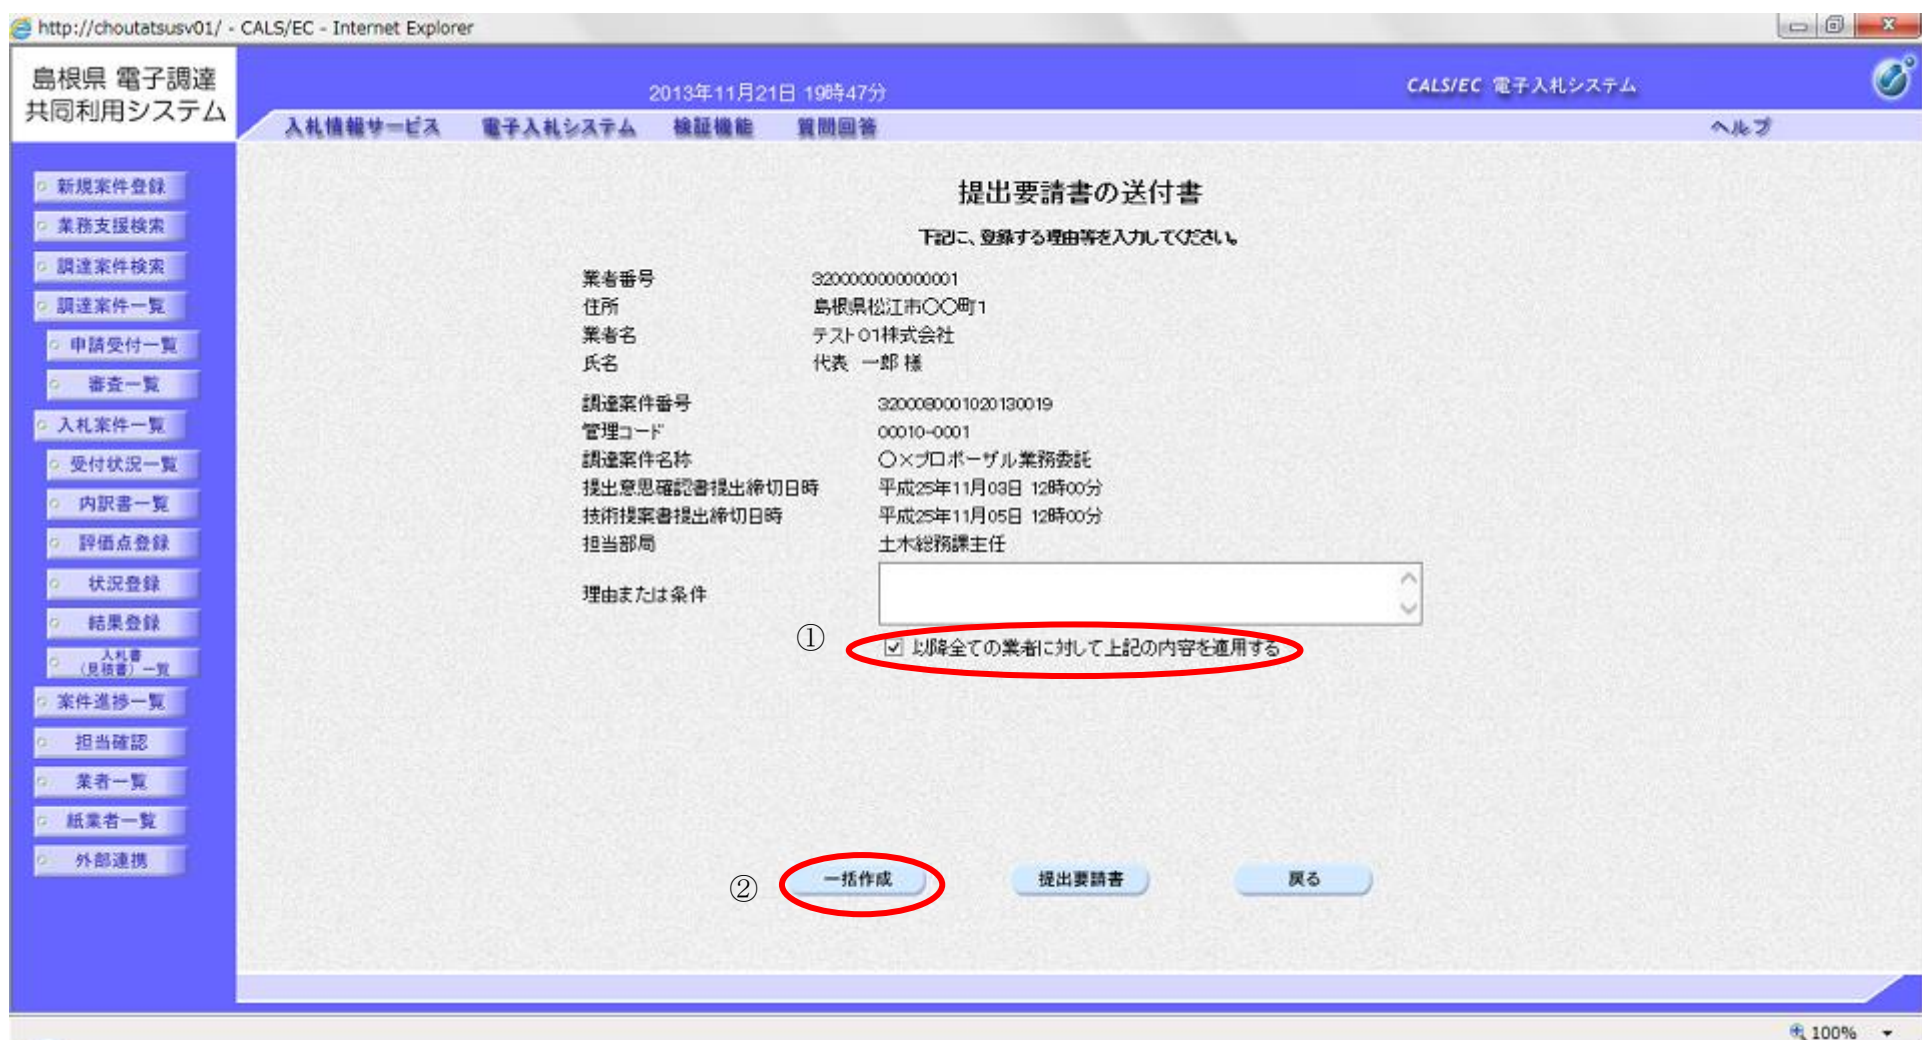 http://choutatsusv01/ - CALS/EC - Internet Explorer
島根県 電子調達
共同利用システム
2013年11月21日 19時47分
CALS/EC 電子入札システム
入札情報サービス 電子入札システム 検証機能 質問回答 ヘルプ
新規案件登録
業務支援検索
調達案件検索
調達案件一覧
申請受付一覧
審査一覧
入札案件一覧
受付状況一覧
内訳書一覧
評価点登録
状況登録
結果登録
入札書
(見積書)一覧
案件進捗一覧
担当確認
業者一覧
紙業者一覧
外部連携
提出要請書の送付書
下記に、登録する理由等を入力してください。
業者番号 3200000000000001
住所 島根県松江市〇〇町1
業者名 テスト01株式会社
氏名 代表 一郎 様
調達案件番号 3200080001020130019
管理コード 00010-0001
調達案件名称 〇×プロポーザル業務委託
提出意思確認書提出締切日時 平成25年11月03日 12時00分
技術提案書提出締切日時 平成25年11月05日 12時00分
担当部局 土木総務課主任
理由または条件
① 以降全ての業者に対して上記の内容を適用する
② 一括作成 提出要請書 戻る
100%